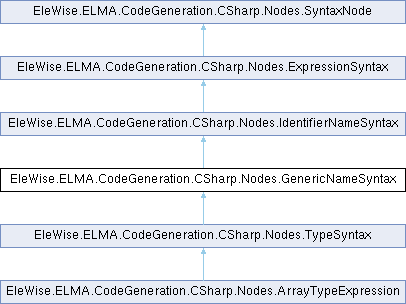 EleWise.ELMA.CodeGeneration.CSharp.Nodes.SyntaxNode
EleWise.ELMA.CodeGeneration.CSharp.Nodes.ExpressionSyntax
EleWise.ELMA.CodeGeneration.CSharp.Nodes.IdentifierNameSyntax
EleWise.ELMA.CodeGeneration.CSharp.Nodes.GenericNameSyntax
EleWise.ELMA.CodeGeneration.CSharp.Nodes.TypeSyntax
EleWise.ELMA.CodeGeneration.CSharp.Nodes.ArrayTypeExpression